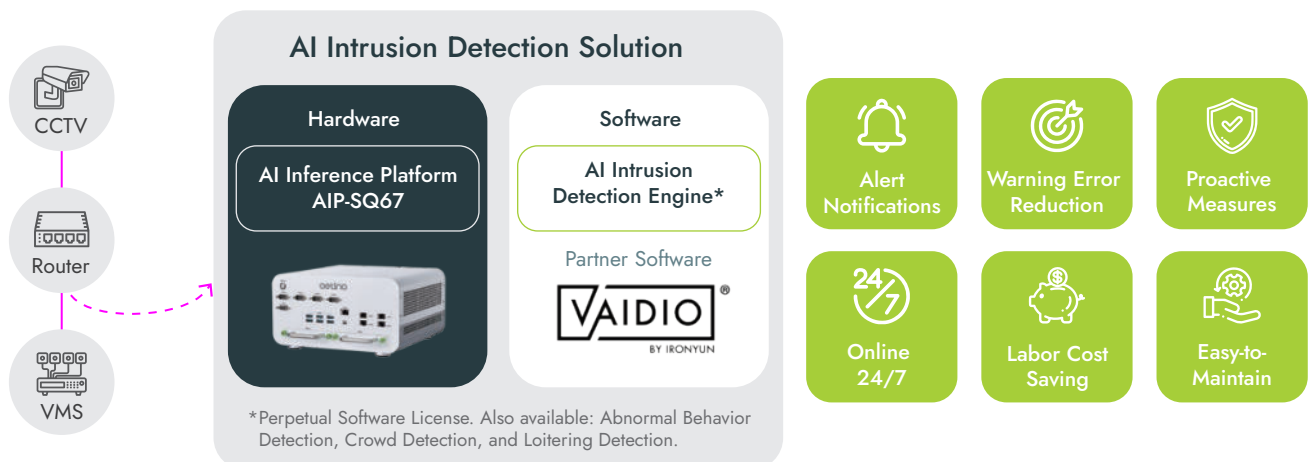 CCTV
Router
VMS
AI Intrusion Detection Solution
Hardware
AI Inference Platform
AIP-SQ67
aetina
Software
AI Intrusion
Detection Engine*
Partner Software
VAIDIO®
BY IRONYUN
*Perpetual Software License. Also available: Abnormal Behavior
Detection, Crowd Detection, and Loitering Detection.
Alert
Notifications
Warning Error
Reduction
Proactive
Measures
24/7
Online
24/7
$
Labor Cost
Saving
Easy-to-
Maintain